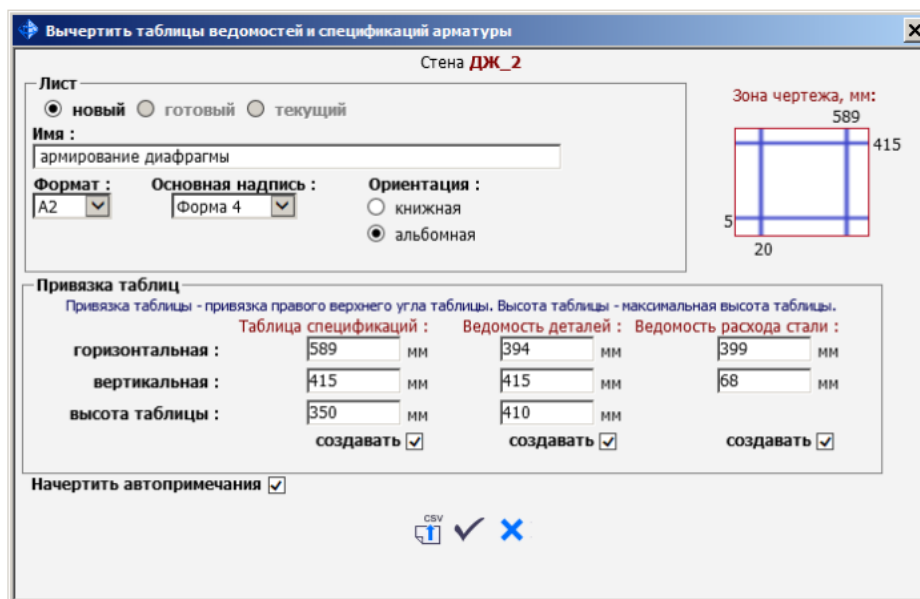 Вычертить таблицы ведомостей и спецификаций арматуры
Стена ДЖ_2
Лист
новый готовый текущий
Имя :
армирование диафрагмы
Формат : Основная надпись : Ориентация :
A2 Форма 4 книжная
альбомная
Зона чертежа, мм:
589
415
5
20
Привязка таблиц
Привязка таблицы - привязка правого верхнего угла таблицы. Высота таблицы - максимальная высота таблицы.
Таблица спецификаций : Ведомость деталей : Ведомость расхода стали :
горизонтальная : 589 мм 394 мм 399 мм
вертикальная : 415 мм 415 мм 68 мм
высота таблицы : 350 мм 410 мм
создавать создавать создавать
Начертить автопримечания
CSV